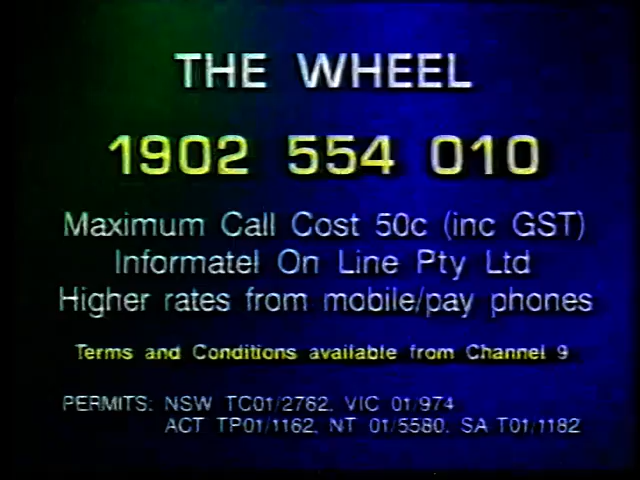 THE WHEEL
1902 554 010
Maximum Call Cost 50c (inc GST)
Informatel On Line Pty Ltd
Higher rates from mobile/pay phones
Terms and Conditions available from Channel 9
PERMITS: NSW TC01/2762, VIC 01/974
ACT TP01/1162, NT 01/5580, SA T01/1182